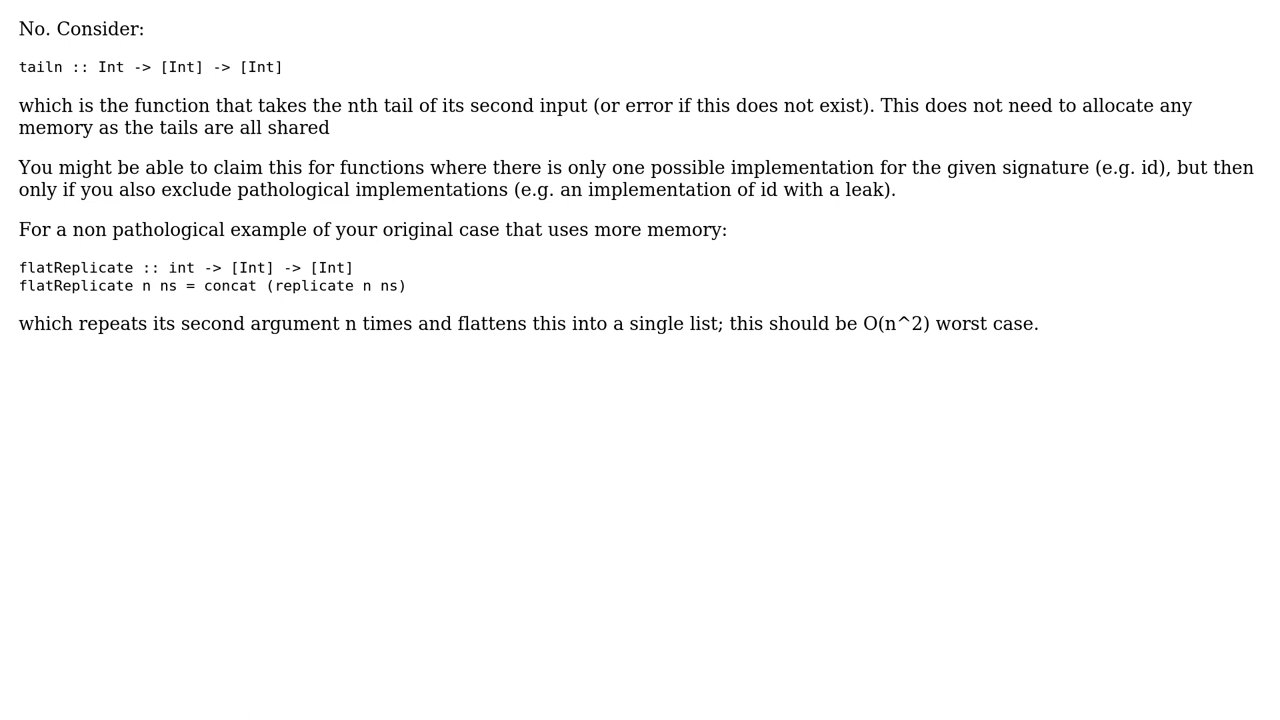 No. Consider:
tailn :: Int -> [Int] -> [Int]
which is the function that takes the nth tail of its second input (or error if this does not exist). This does not need to allocate any
memory as the tails are all shared
You might be able to claim this for functions where there is only one possible implementation for the given signature (e.g. id), but then
only if you also exclude pathological implementations (e.g. an implementation of id with a leak).
For a non pathological example of your original case that uses more memory:
flatReplicate :: int -> [Int] -> [Int]
flatReplicate n ns = concat (replicate n ns)
which repeats its second argument n times and flattens this into a single list; this should be O(n^2) worst case.